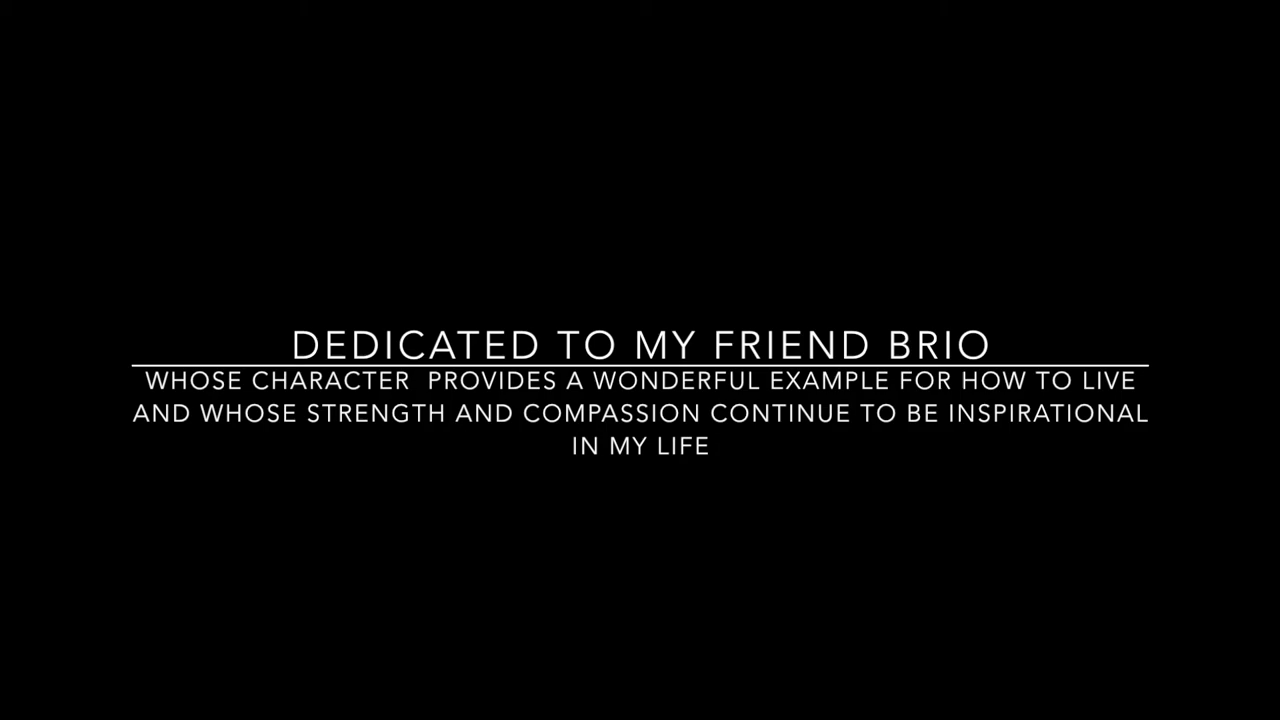 DEDICATED TO MY FRIEND BRIO
WHOSE CHARACTER  PROVIDES A WONDERFUL EXAMPLE FOR HOW TO LIVE
AND WHOSE STRENGTH AND COMPASSION CONTINUE TO BE INSPIRATIONAL
IN MY LIFE